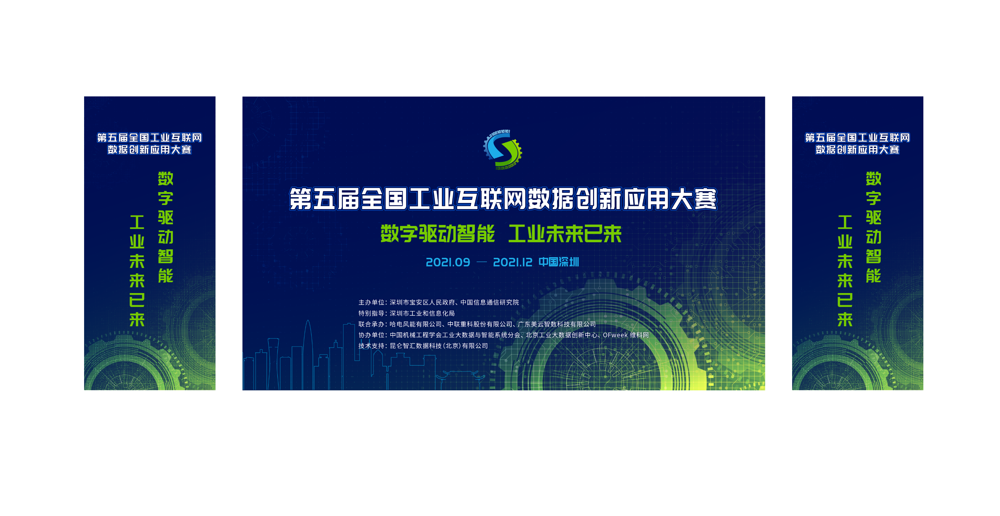 第五届全国工业互联网
数据创新应用大赛
数字驱动智能
工业未来已来
第五届全国工业互联网数据创新应用大赛
数字驱动智能 工业未来已来
2021.09 — 2021.12 中国深圳
主办单位：深圳市宝安区人民政府、中国信息通信研究院
特别指导：深圳市工业和信息化局
联合承办：哈电风能有限公司、中联重科股份有限公司、广东美云智数科技有限公司
协办单位：中国机械工程学会工业大数据与智能系统分会、北京工业大数据创新中心、OFweek 维科网
技术支持：昆仑智汇数据科技（北京）有限公司
第五届全国工业互联网
数据创新应用大赛
数字驱动智能
工业未来已来